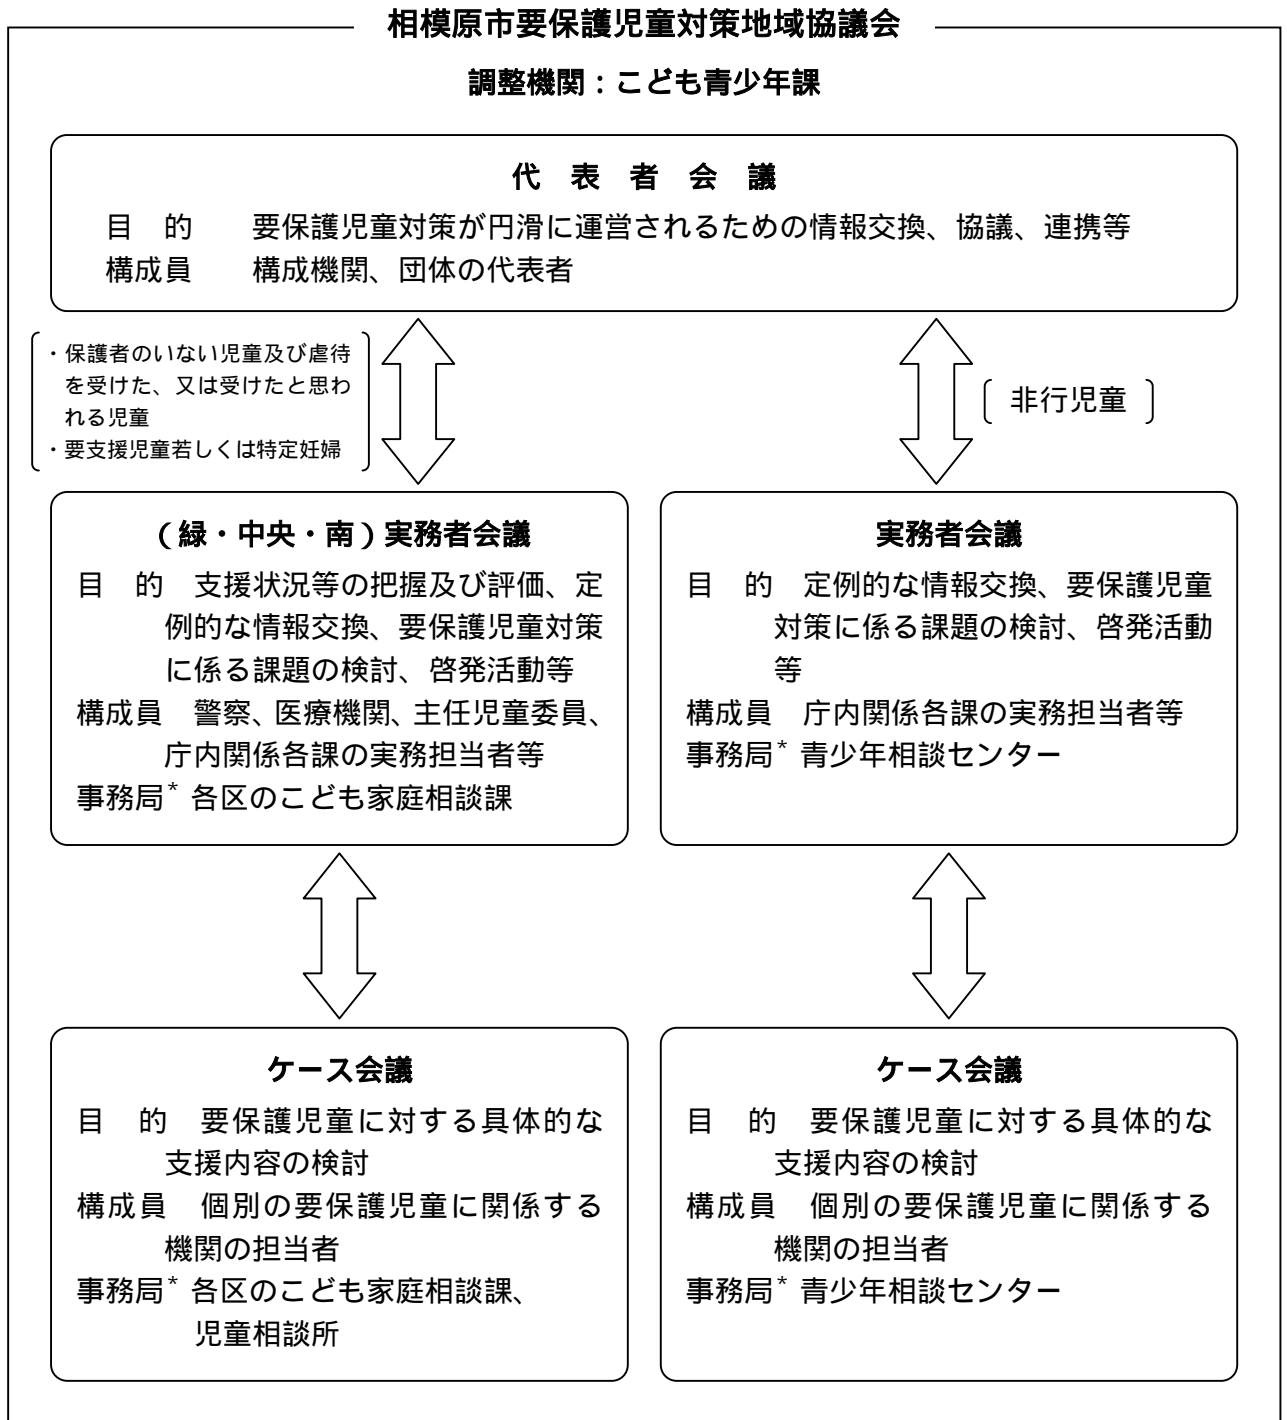 相模原市要保護児童対策地域協議会
調整機関：こども青少年課
代　表　者　会　議
目　的　　要保護児童対策が円滑に運営されるための情報交換、協議、連携等
構成員　　構成機関、団体の代表者
・保護者のいない児童及び虐待
を受けた、又は受けたと思わ
れる児童
・要支援児童若しくは特定妊婦
非行児童
（緑・中央・南）実務者会議
目　的　支援状況等の把握及び評価、定
例的な情報交換、要保護児童対策
に係る課題の検討、啓発活動等
構成員　警察、医療機関、主任児童委員、
庁内関係各課の実務担当者等
事務局* 各区のこども家庭相談課
実務者会議
目　的　定例的な情報交換、要保護児童
対策に係る課題の検討、啓発活動
等
構成員　庁内関係各課の実務担当者等
事務局* 青少年相談センター
ケース会議
目　的　要保護児童に対する具体的な
支援内容の検討
構成員　個別の要保護児童に関係する
機関の担当者
事務局* 各区のこども家庭相談課、
児童相談所
ケース会議
目　的　要保護児童に対する具体的な
支援内容の検討
構成員　個別の要保護児童に関係する
機関の担当者
事務局* 青少年相談センター